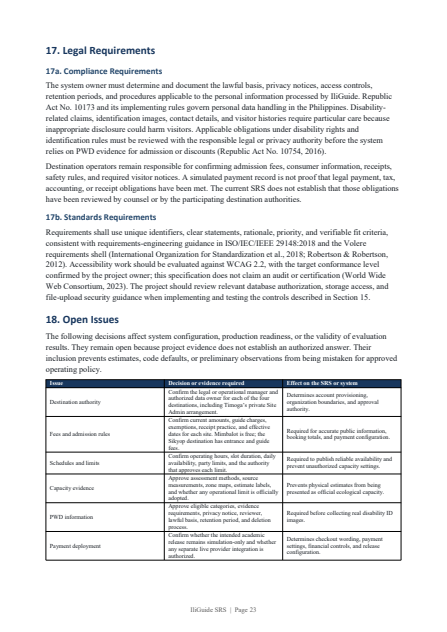 17. Legal Requirements
17a. Compliance Requirements
The system owner must determine and document the lawful basis, privacy notices, access controls,
retention periods, and procedures applicable to the personal information processed by IliGuide. Republic
Act No. 10173 and its implementing rules govern personal data handling in the Philippines. Disability-
related claims, identification images, contact details, and visitor histories require particular care because
inappropriate disclosure could harm visitors. Applicable obligations under disability rights and
identification rules must be reviewed with the responsible legal or privacy authority before the system
relies on PWD evidence for admission or discounts (Republic Act No. 10754, 2016).
Destination operators remain responsible for confirming admission fees, consumer information, receipts,
safety rules, and required visitor notices. A simulated payment record is not proof that legal payment, tax,
accounting, or receipt obligations have been met. The current SRS does not establish that those obligations
have been reviewed by counsel or by the participating destination authorities.
17b. Standards Requirements
Requirements shall use unique identifiers, clear statements, rationale, priority, and verifiable fit criteria,
consistent with requirements-engineering guidance in ISO/IEC/IEEE 29148:2018 and the Volere
requirements shell (International Organization for Standardization et al., 2018; Robertson & Robertson,
2012). Accessibility work should be evaluated against WCAG 2.2, with the target conformance level
confirmed by the project owner; this specification does not claim an audit or certification (World Wide
Web Consortium, 2023). The project should review relevant database authorization, storage access, and
file-upload security guidance when implementing and testing the controls described in Section 15.
18. Open Issues
The following decisions affect system configuration, production readiness, or the validity of evaluation
results. They remain open because project evidence does not establish an authorized answer. Their
inclusion prevents estimates, code defaults, or preliminary observations from being mistaken for approved
operating policy.
Issue Decision or evidence required Effect on the SRS or system
Destination authority
Confirm the legal or operational manager and
authorized data owner for each of the four
destinations, including Timoga's private Site
Admin arrangement.
Determines account provisioning,
organization boundaries, and approval
authority.
Fees and admission rules
Confirm current amounts, guide charges,
exemptions, receipt practice, and effective
dates for each site. Mimbalot is free; the
Sikyop destination has entrance and guide
fees.
Required for accurate public information,
booking totals, and payment configuration.
Schedules and limits
Confirm operating hours, slot duration, daily
availability, party limits, and the authority
that approves each limit.
Required to publish reliable availability and
prevent unauthorized capacity settings.
Capacity evidence
Approve assessment methods, source
measurements, zone maps, estimate labels,
and whether any operational limit is officially
adopted.
Prevents physical estimates from being
presented as official ecological capacity.
PWD information
Approve eligible categories, evidence
requirements, privacy notice, reviewer,
lawful basis, retention period, and deletion
process.
Required before collecting real disability ID
images.
Payment deployment
Confirm whether the intended academic
release remains simulation-only and whether
any separate live provider integration is
authorized.
Determines checkout wording, payment
settings, financial controls, and release
configuration.
IliGuide SRS | Page 23